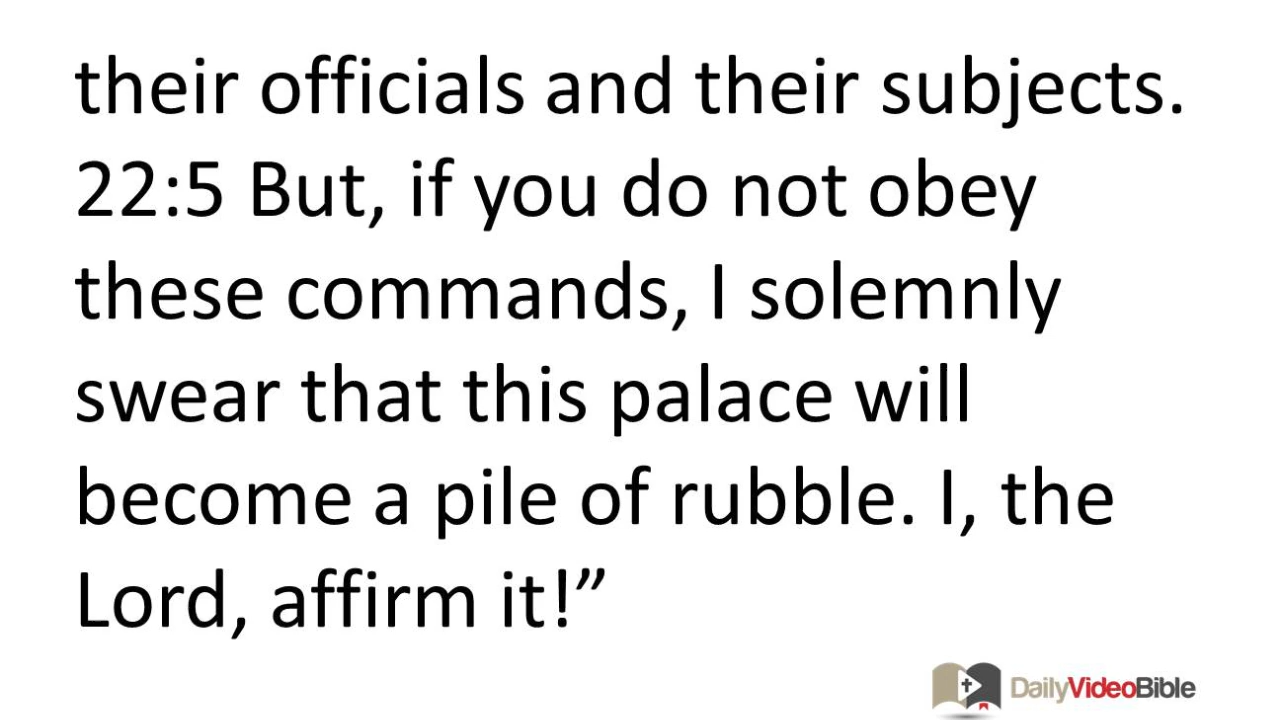 their officials and their subjects.
22:5 But, if you do not obey
these commands, I solemnly
swear that this palace will
become a pile of rubble. I, the
Lord, affirm it!”
DailyVideoBible